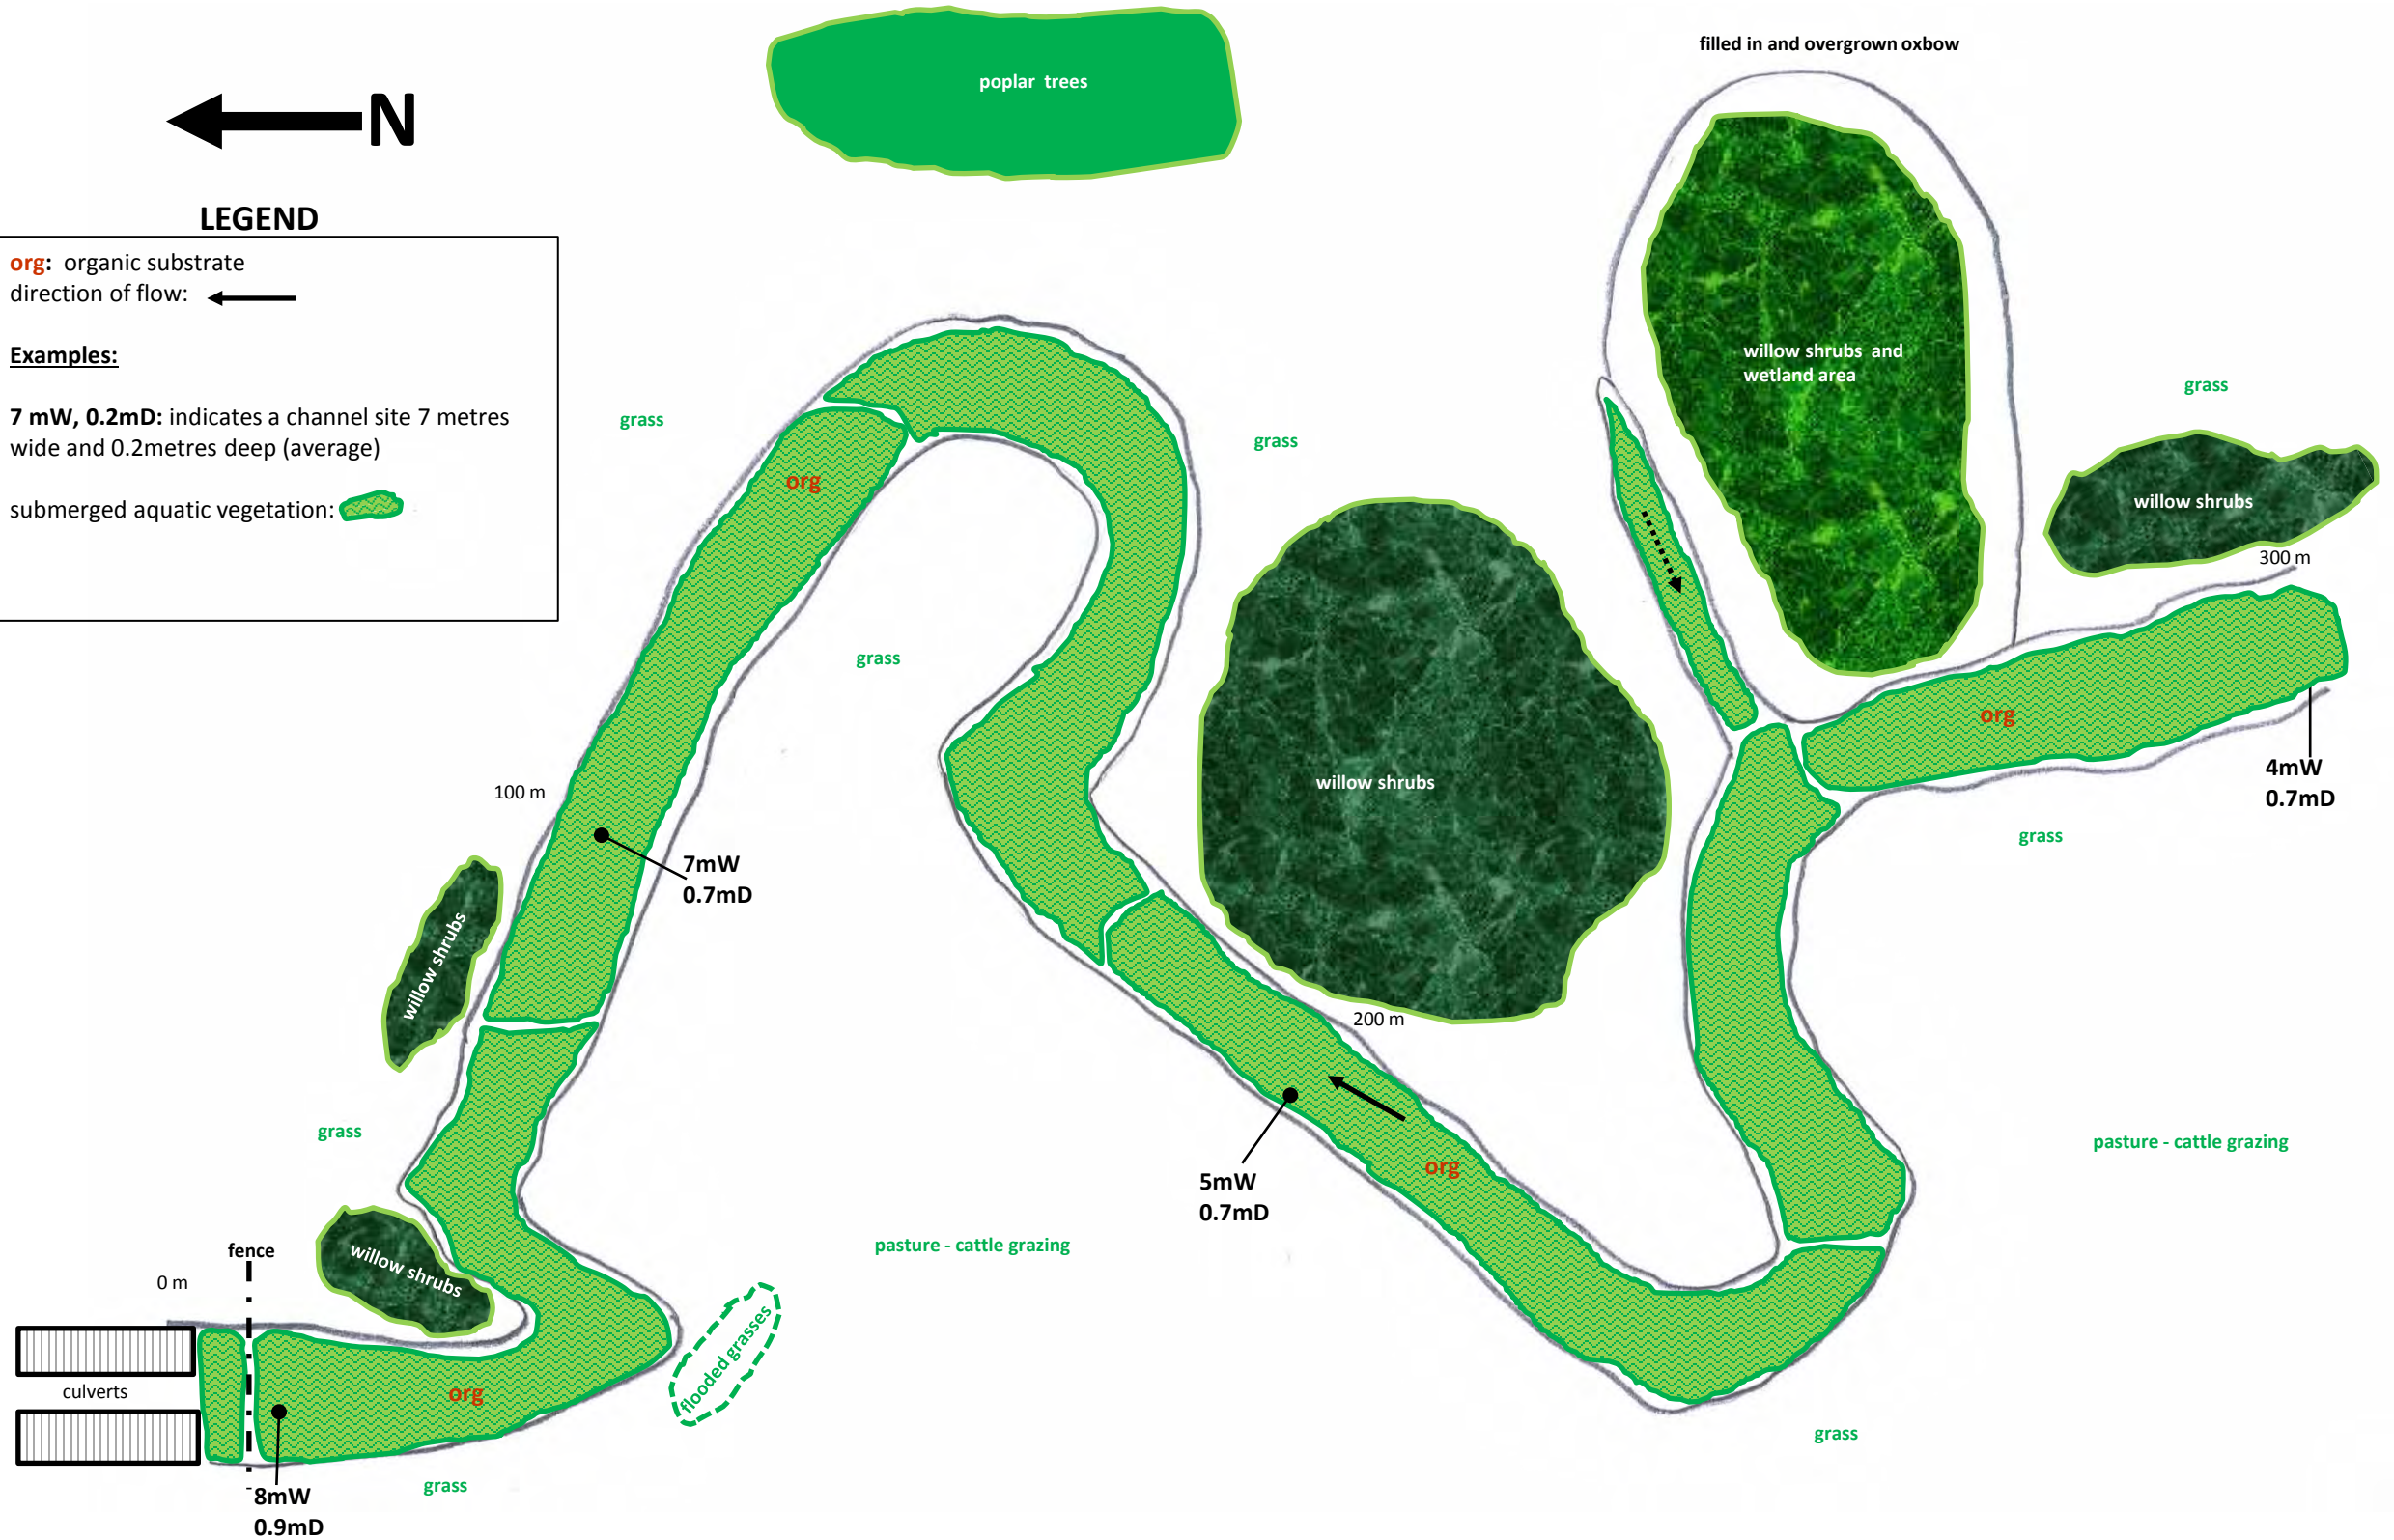 filled in and overgrown oxbow
poplar trees
N
LEGEND
org: organic substrate
direction of flow:
Examples:
7 mW, 0.2mD: indicates a channel site 7 metres
wide and 0.2metres deep (average)
submerged aquatic vegetation:
willow shrubs and
wetland area
grass
grass
grass
org
willow shrubs
300 m
grass
org
willow shrubs
4mW
0.7mD
100 m
grass
7mW
0.7mD
willow shrubs
200 m
grass
pasture - cattle grazing
org
5mW
0.7mD
pasture - cattle grazing
fence
willow shrubs
0 m
flooded grasses
culverts
org
grass
grass
8mW
0.9mD